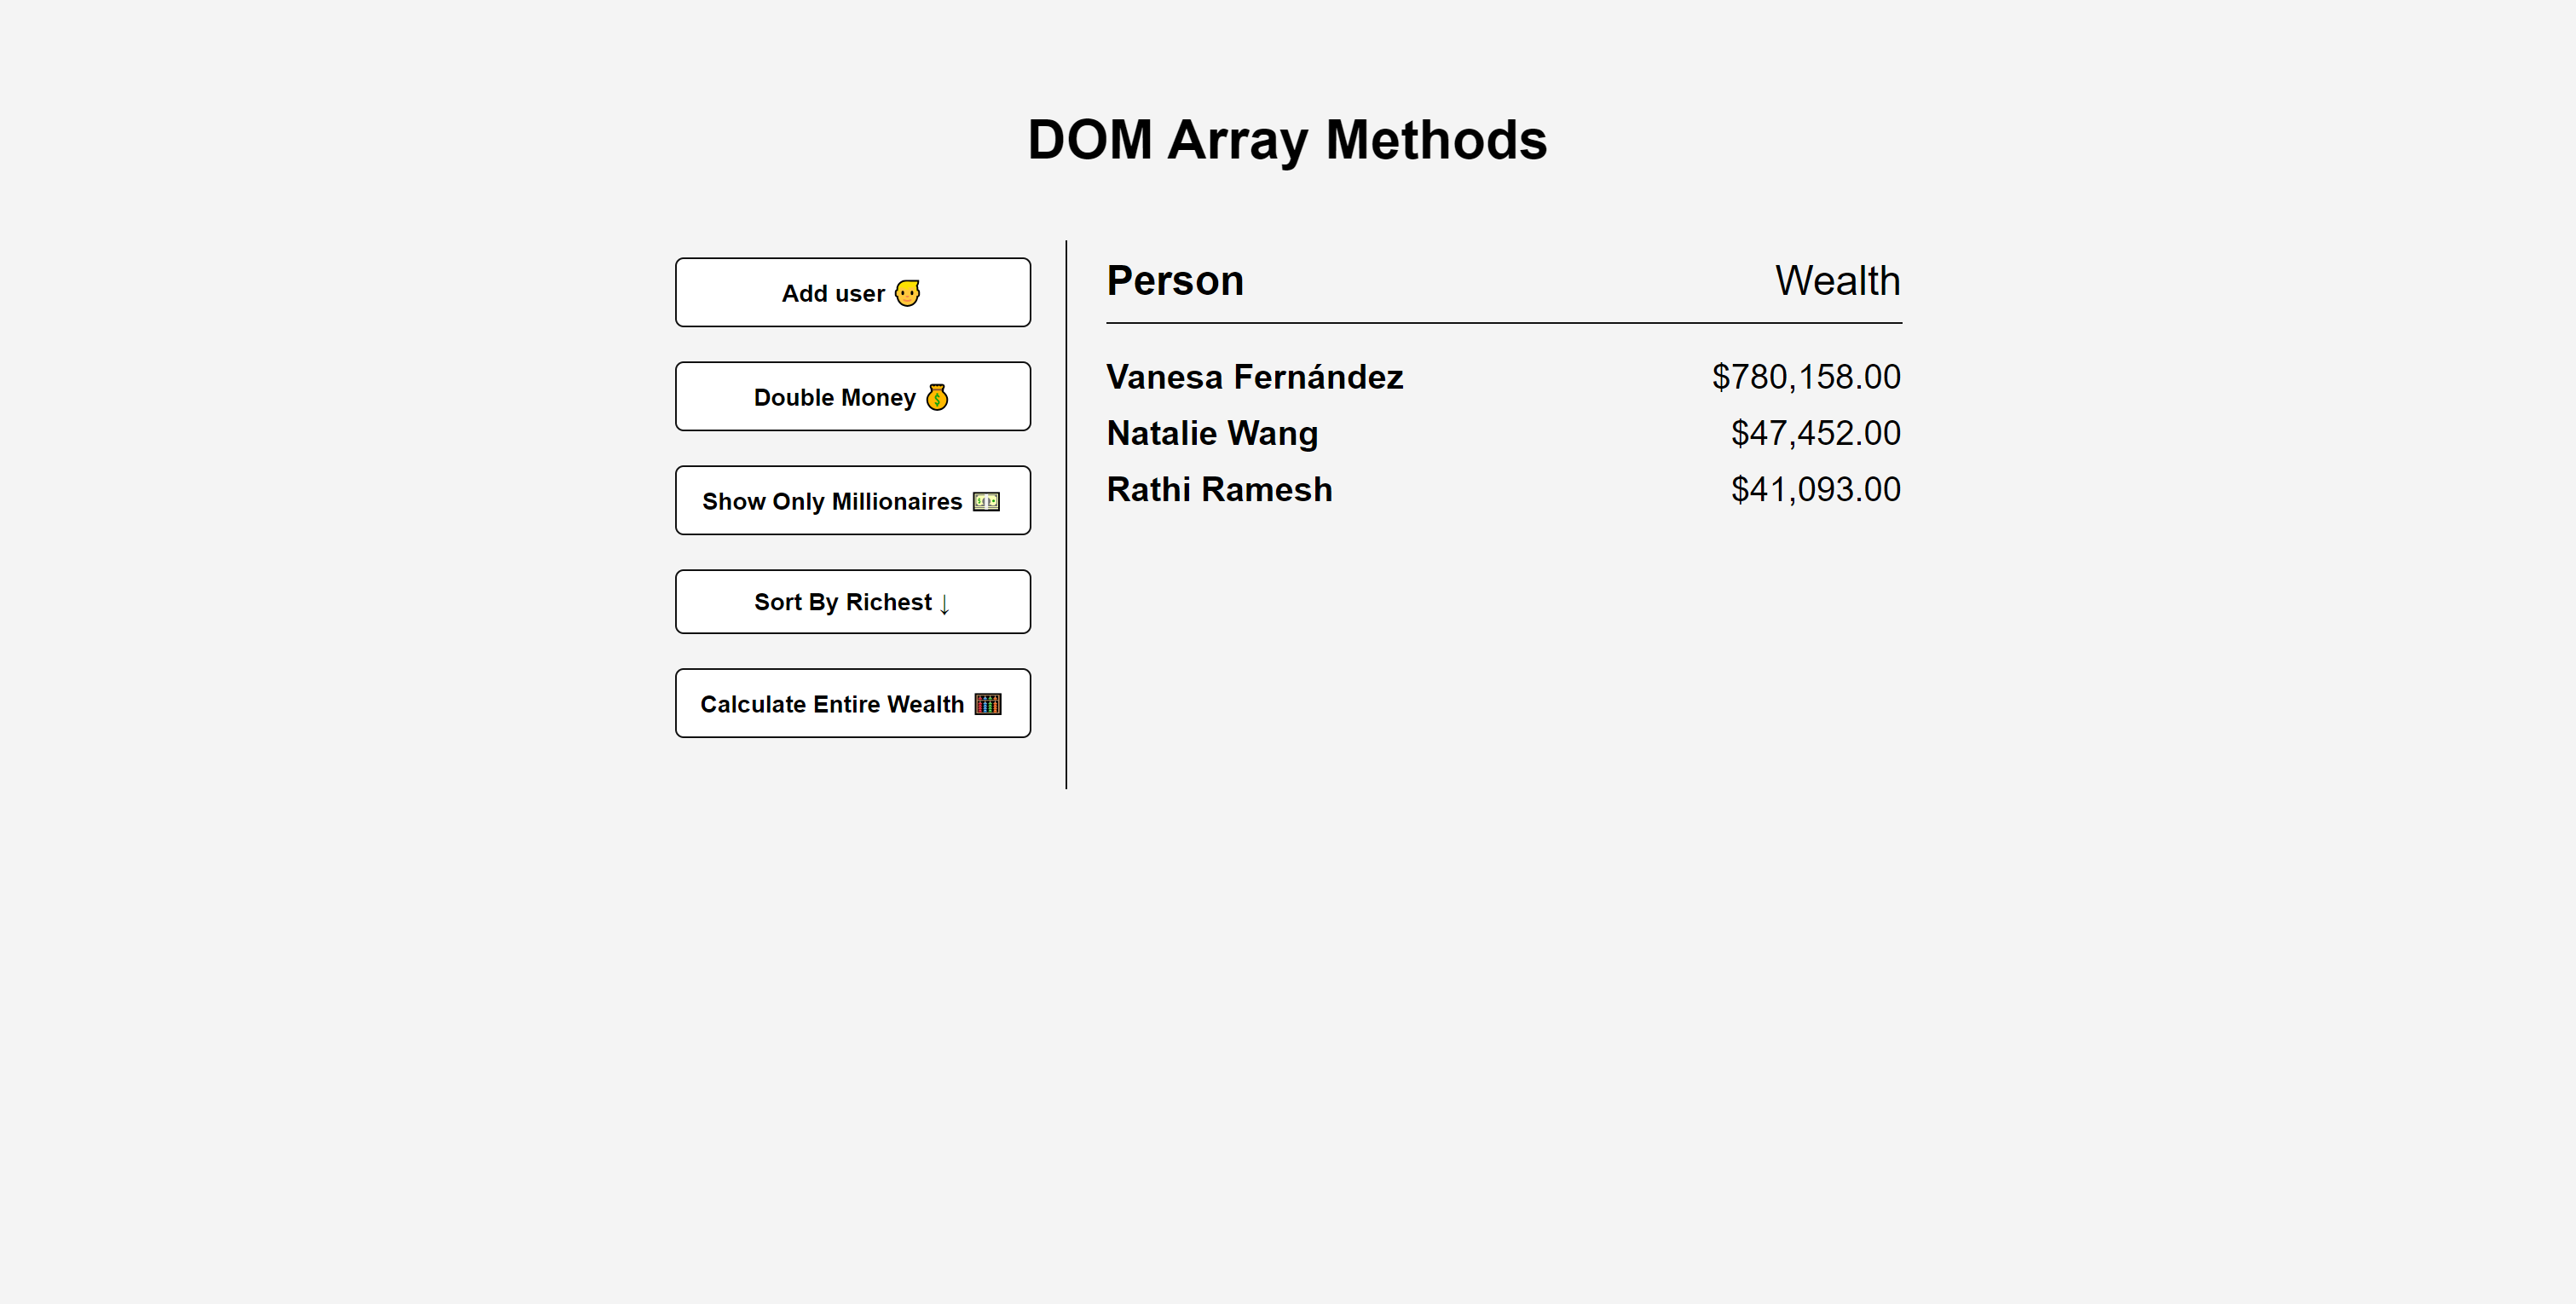 DOM Array Methods
Add user 👱
Double Money 💰
Show Only Millionaires 💵
Sort By Richest ↓
Calculate Entire Wealth 🧮
Person Wealth
Vanesa Fernández $780,158.00
Natalie Wang $47,452.00
Rathi Ramesh $41,093.00